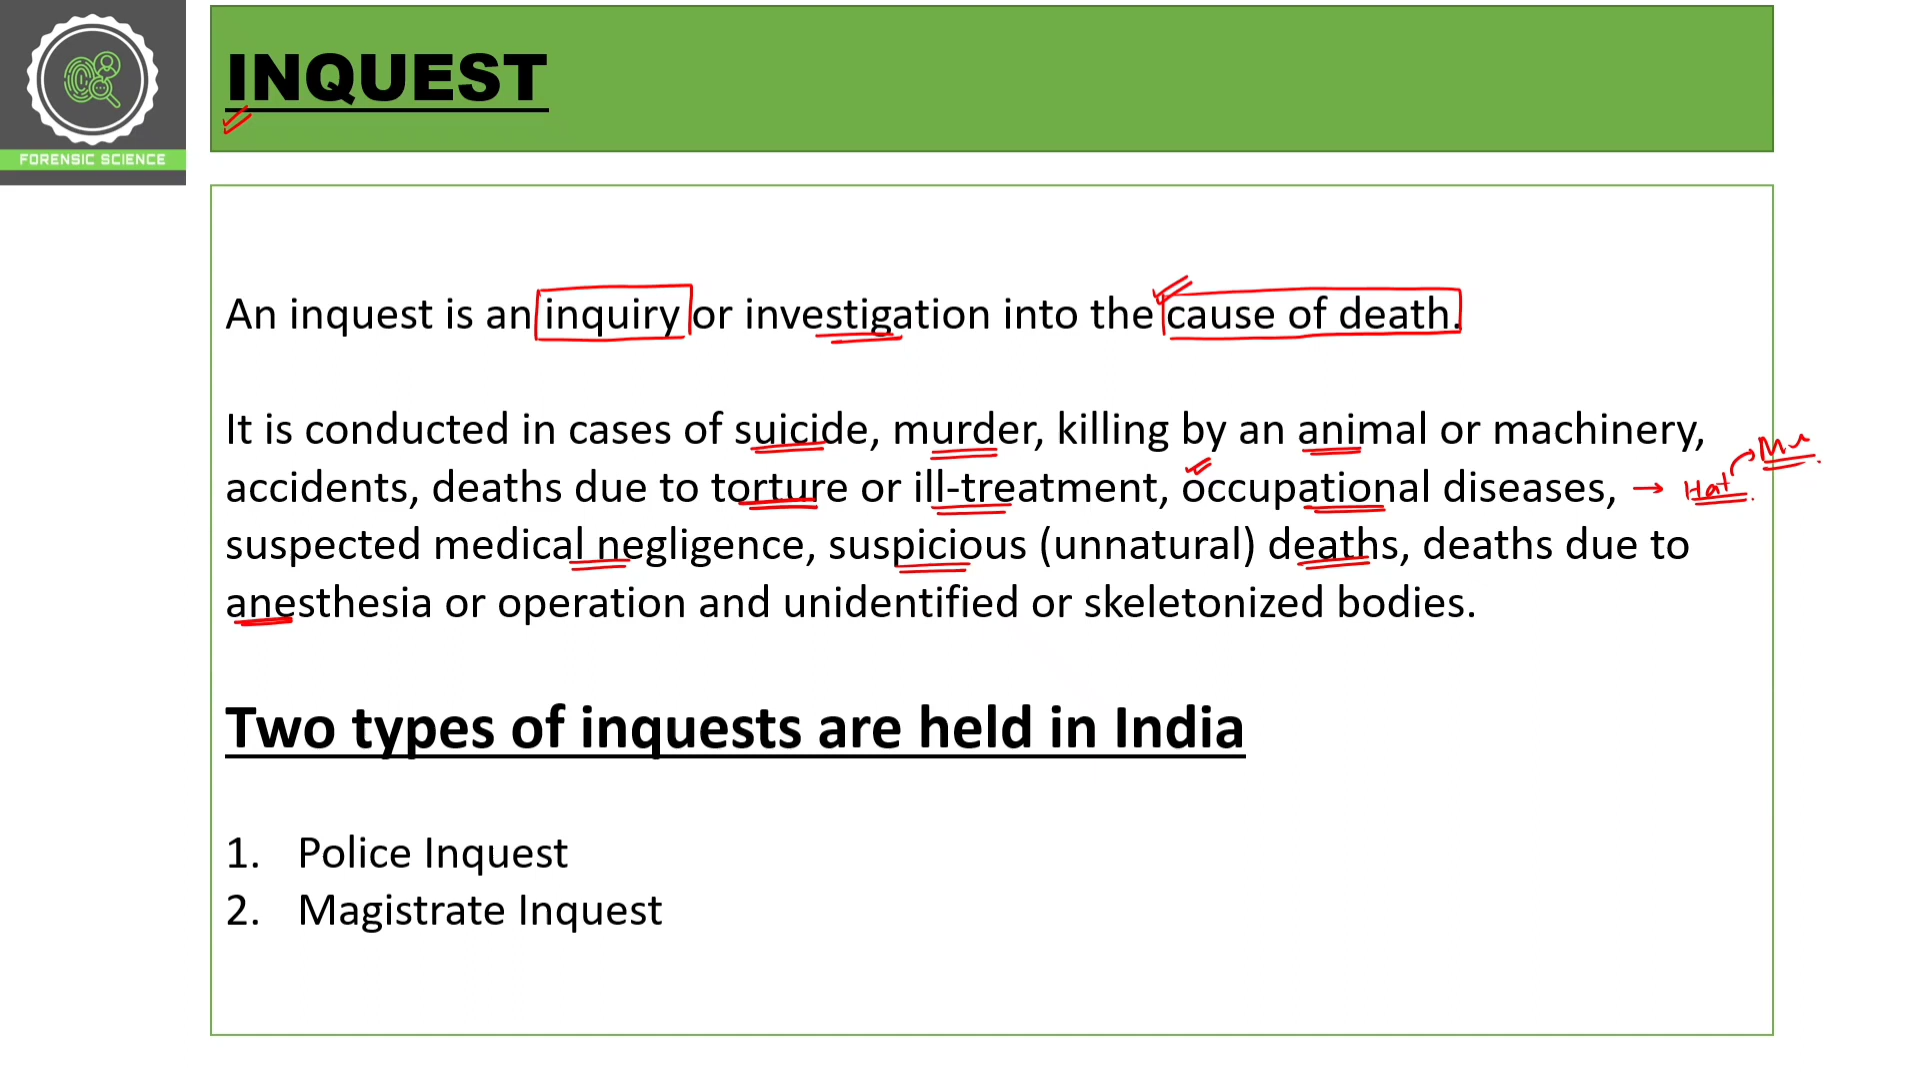 FORENSIC SCIENCE
INQUEST
An inquest is an inquiry or investigation into the cause of death.
It is conducted in cases of suicide, murder, killing by an animal or machinery,
accidents, deaths due to torture or ill-treatment, occupational diseases, → Hat
suspected medical negligence, suspicious (unnatural) deaths, deaths due to
anesthesia or operation and unidentified or skeletonized bodies.
Two types of inquests are held in India
1. Police Inquest
2. Magistrate Inquest